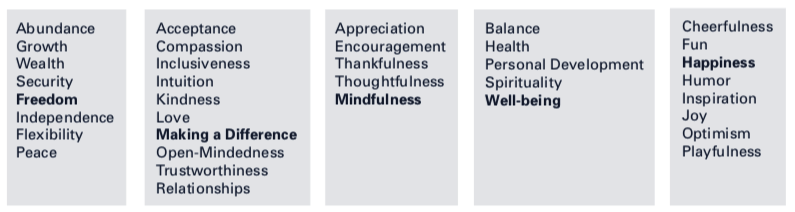 Abundance
Growth
Wealth
Security
Freedom
Independence
Flexibility
Peace
Acceptance
Compassion
Inclusiveness
Intuition
Kindness
Love
Making a Difference
Open-Mindedness
Trustworthiness
Relationships
Appreciation
Encouragement
Thankfulness
Thoughtfulness
Mindfulness
Balance
Health
Personal Development
Spirituality
Well-being
Cheerfulness
Fun
Happiness
Humor
Inspiration
Joy
Optimism
Playfulness